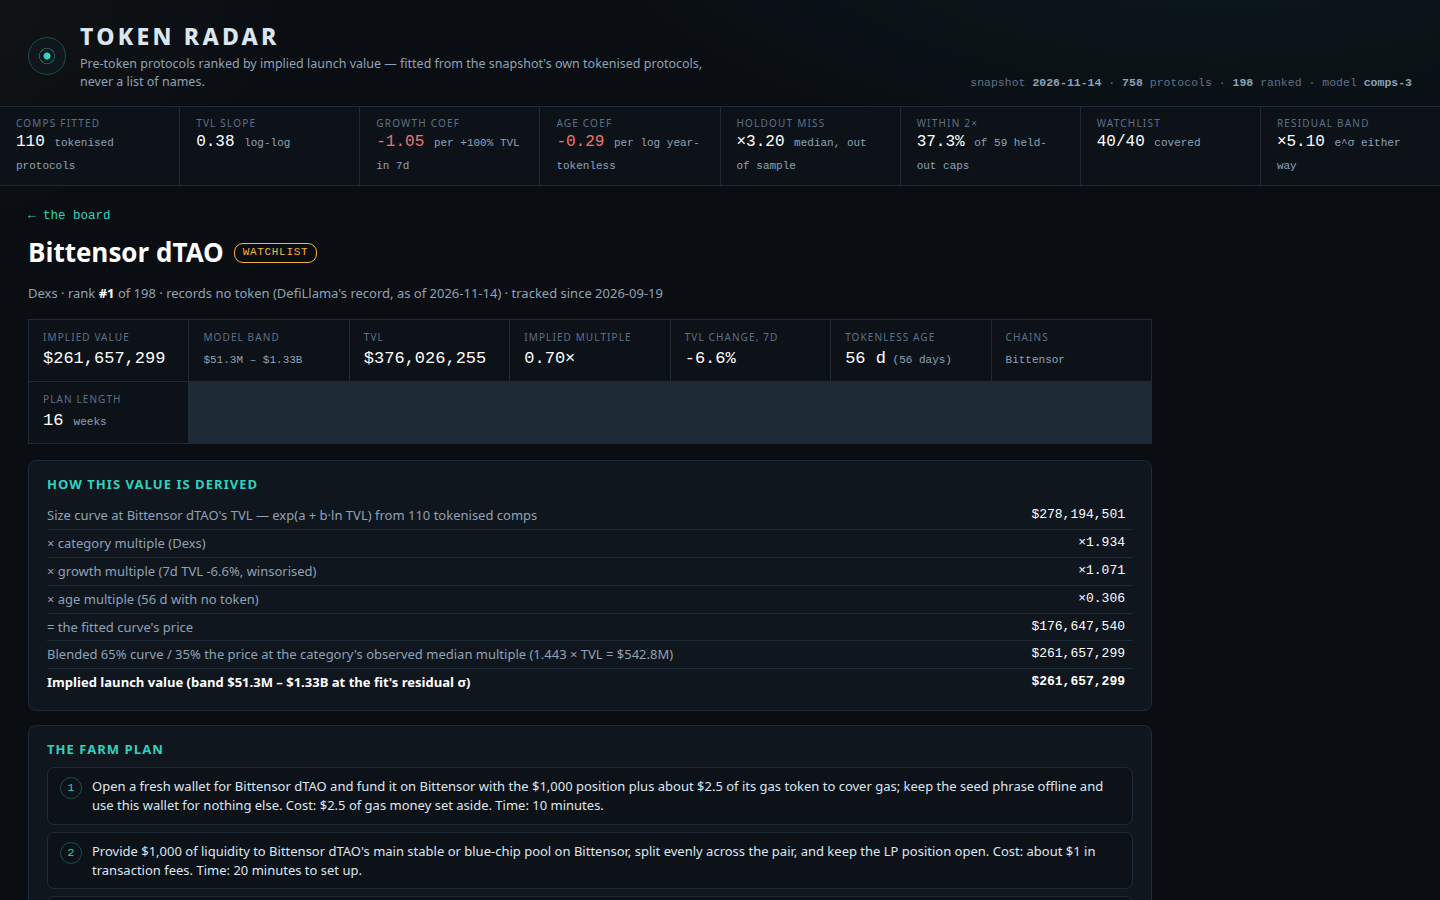 TOKEN RADAR
Pre-token protocols ranked by implied launch value — fitted from the snapshot's own tokenised protocols,
never a list of names.
snapshot 2026-11-14 · 758 protocols · 198 ranked · model comps-3
COMPS FITTED
110 tokenised
protocols
TVL SLOPE
0.38 log-log
GROWTH COEF
-1.05 per +100% TVL
in 7d
AGE COEF
-0.29 per log year-
tokenless
HOLDOUT MISS
×3.20 median, out
of sample
WITHIN 2×
37.3% of 59 held-
out caps
WATCHLIST
40/40 covered
RESIDUAL BAND
×5.10 e^σ either
way
← the board
Bittensor dTAO WATCHLIST
Dexs · rank #1 of 198 · records no token (DefiLlama's record, as of 2026-11-14) · tracked since 2026-09-19
IMPLIED VALUE
$261,657,299
MODEL BAND
$51.3M – $1.33B
TVL
$376,026,255
IMPLIED MULTIPLE
0.70×
TVL CHANGE, 7D
-6.6%
TOKENLESS AGE
56 d (56 days)
CHAINS
Bittensor
PLAN LENGTH
16 weeks
HOW THIS VALUE IS DERIVED
Size curve at Bittensor dTAO's TVL — exp(a + b·ln TVL) from 110 tokenised comps $278,194,501
× category multiple (Dexs) ×1.934
× growth multiple (7d TVL -6.6%, winsorised) ×1.071
× age multiple (56 d with no token) ×0.306
= the fitted curve's price $176,647,540
Blended 65% curve / 35% the price at the category's observed median multiple (1.443 × TVL = $542.8M) $261,657,299
Implied launch value (band $51.3M – $1.33B at the fit's residual σ) $261,657,299
THE FARM PLAN
1 Open a fresh wallet for Bittensor dTAO and fund it on Bittensor with the $1,000 position plus about $2.5 of its gas token to cover gas; keep the seed phrase offline and
use this wallet for nothing else. Cost: $2.5 of gas money set aside. Time: 10 minutes.
2 Provide $1,000 of liquidity to Bittensor dTAO's main stable or blue-chip pool on Bittensor, split evenly across the pair, and keep the LP position open. Cost: about $1 in
transaction fees. Time: 20 minutes to set up.